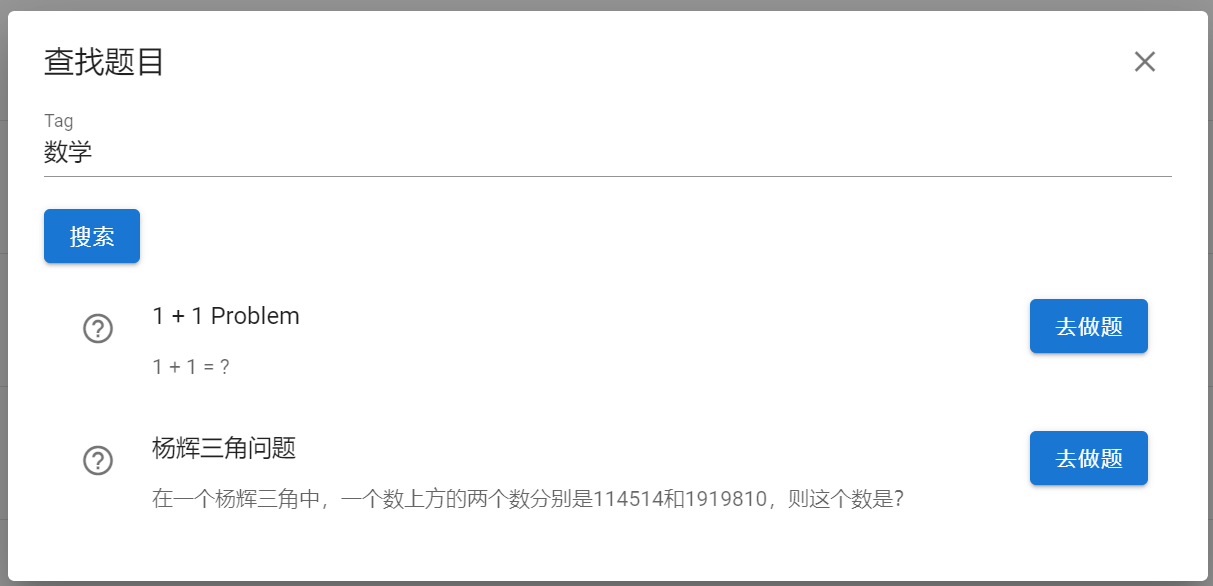 查找题目
Tag
数学
搜索
1 + 1 Problem
去做题
1 + 1 = ?
杨辉三角问题
去做题
在一个杨辉三角中，一个数上方的两个数分别是114514和1919810，则这个数是？